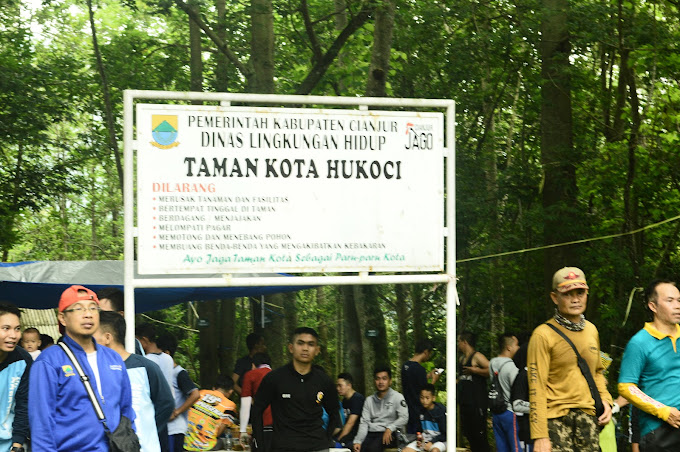 PEMERINTAH KABUPATEN CIANJUR
DINAS LINGKUNGAN HIDUP
CIANJUR
JAGO
TAMAN KOTA HUKOCI
DILARANG
• MERUSAK TANAMAN DAN FASILITAS
• BERTEMPAT TINGGAL DI TAMAN
• BERDAGANG / MENJAJAKAN
• MELOMPATI PAGAR
• MEMOTONG DAN MENEBANG POHON
• MEMBUANG BENDA-BENDA YANG MENGAKIBATKAN KEBAKARAN
Ayo Jaga Taman Kota Sebagai Paru-paru Kota